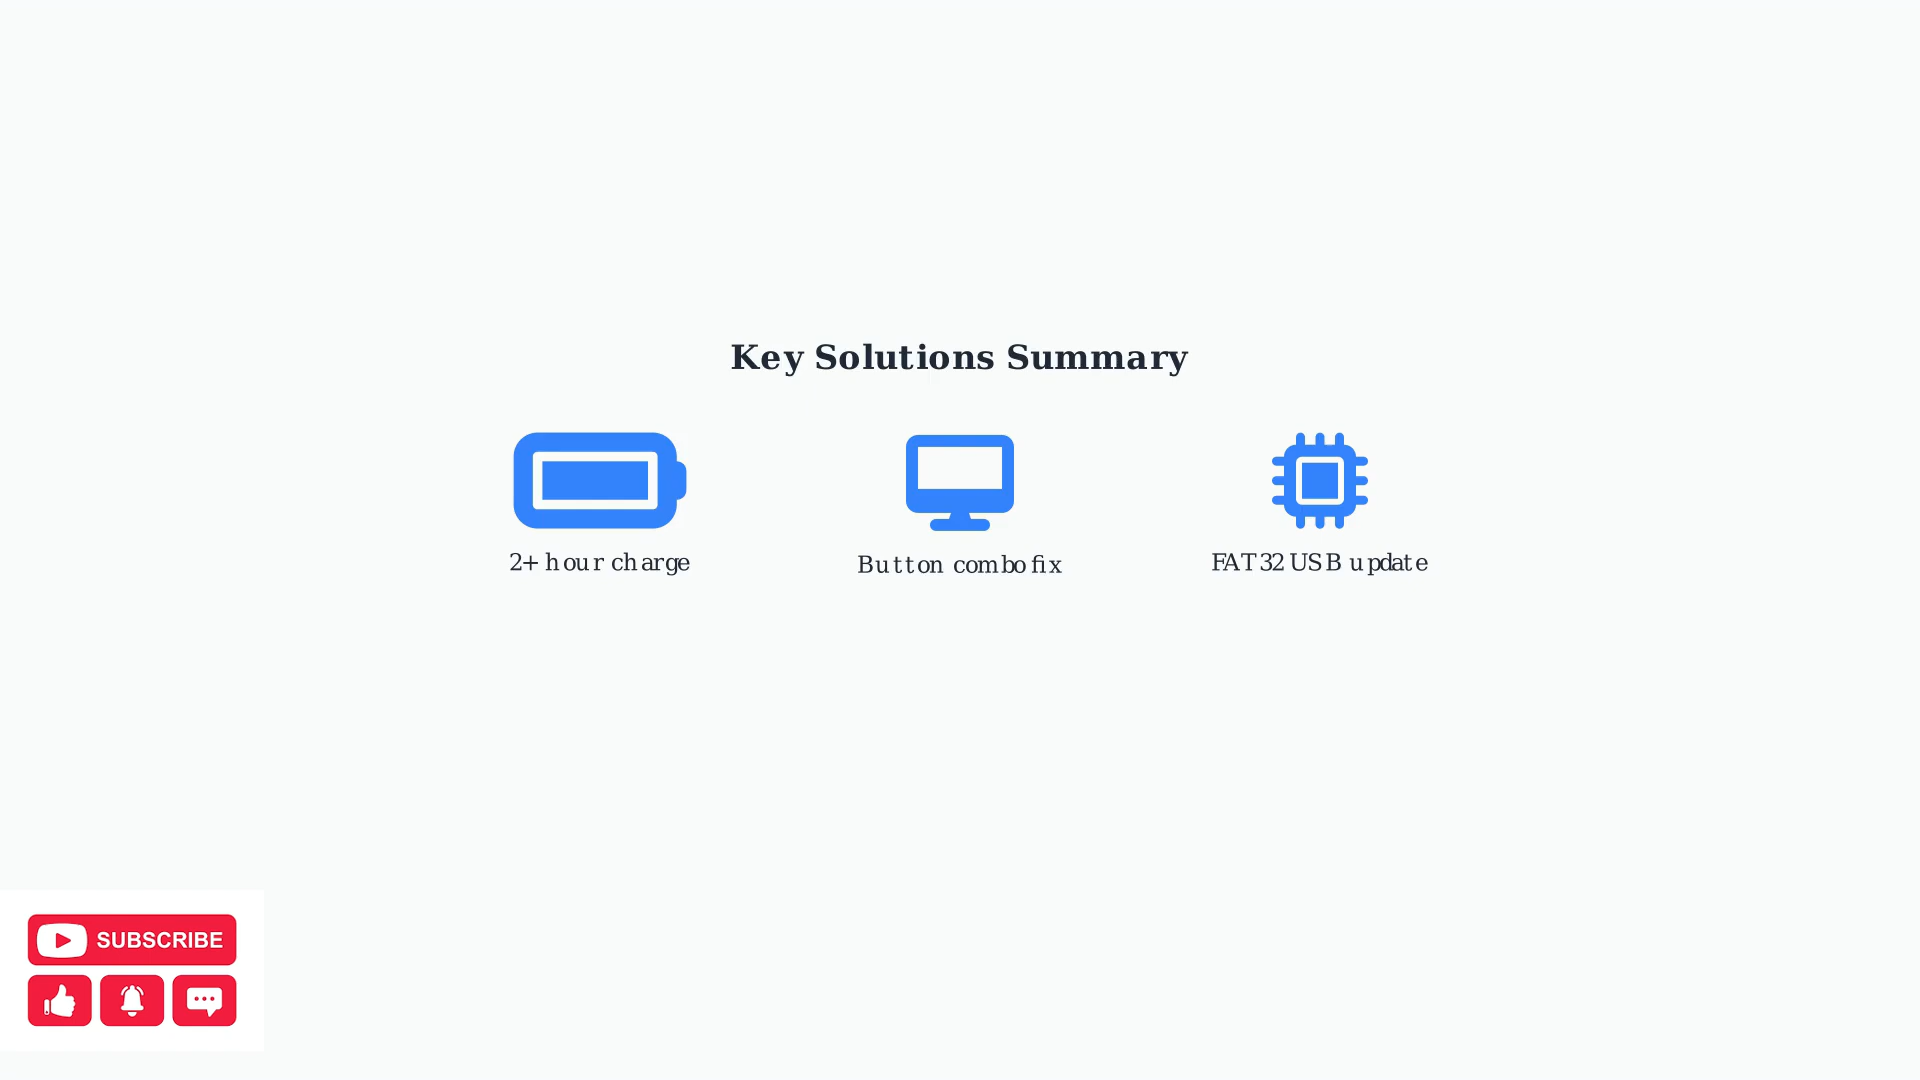 Key Solutions Summary
2+ hour charge
Button combo fix
FAT32 USB update
SUBSCRIBE